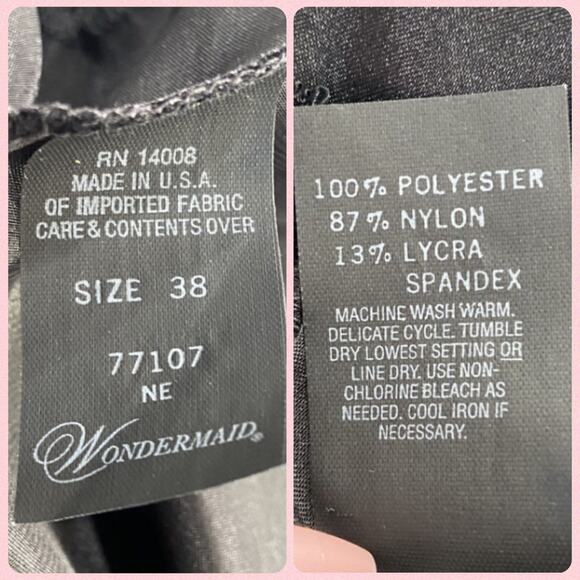 RN 14008
MADE IN U.S.A.
OF IMPORTED FABRIC
CARE & CONTENTS OVER
SIZE 38
77107
NE
WONDERMAID®
100% POLYESTER
87% NYLON
13% LYCRA
SPANDEX
MACHINE WASH WARM.
DELICATE CYCLE. TUMBLE
DRY LOWEST SETTING OR
LINE DRY. USE NON-
CHLORINE BLEACH AS
NEEDED. COOL IRON IF
NECESSARY.